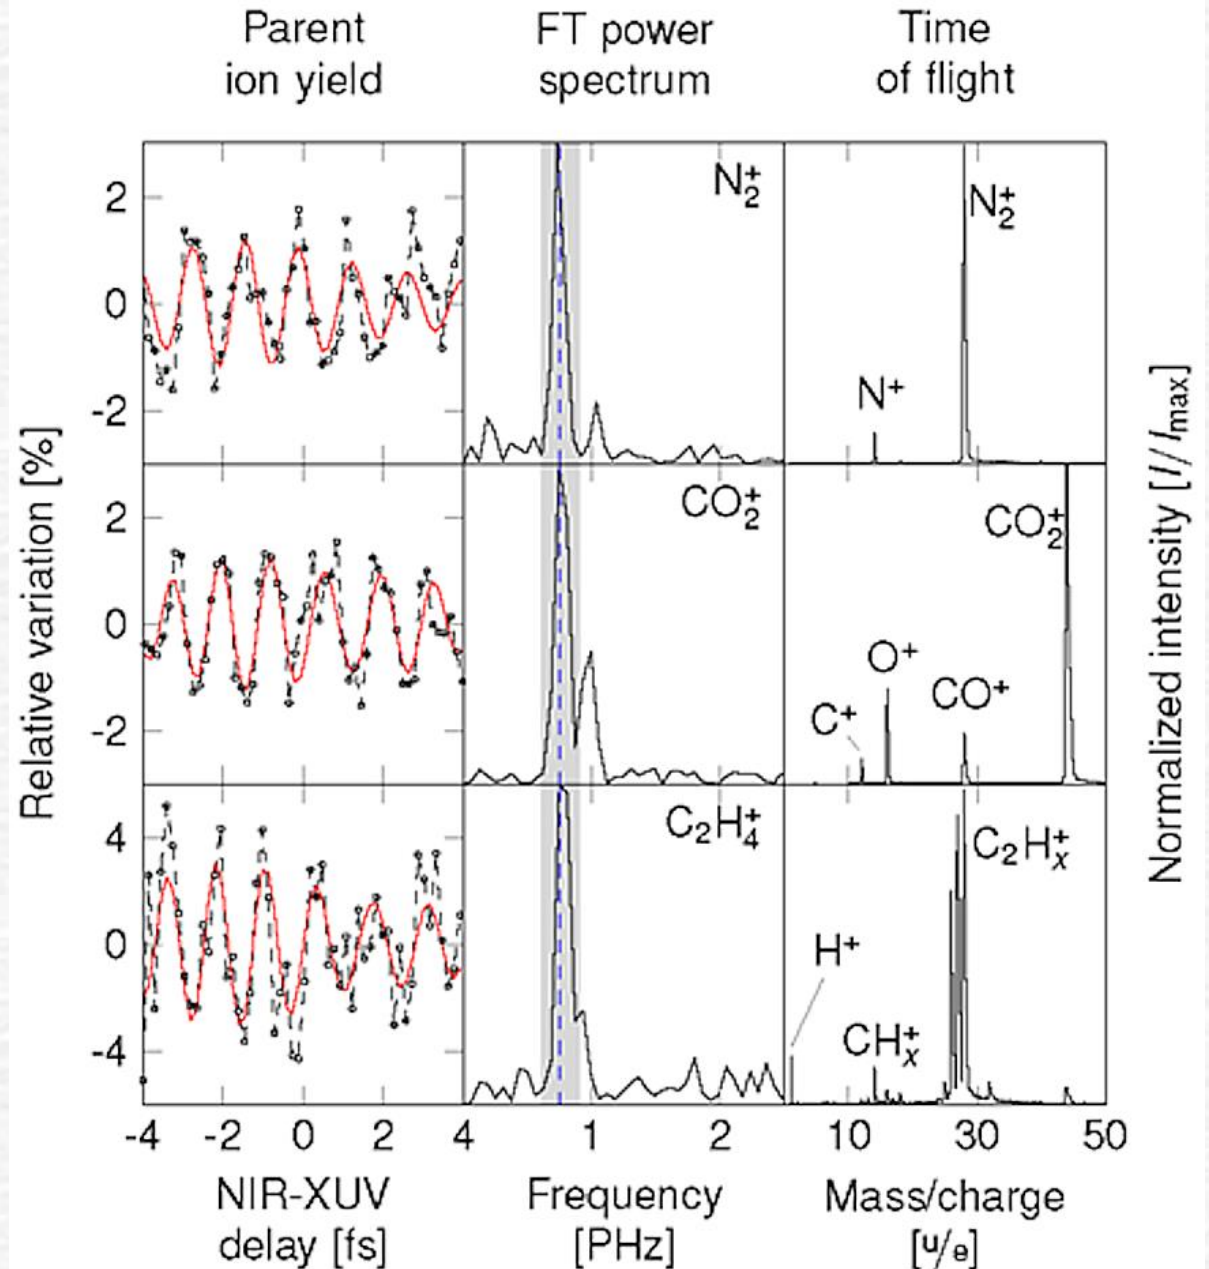 Parent
ion yield
FT power
spectrum
Time
of flight
Relative variation [%]
2
0
-2
N₂⁺
N⁺
N₂⁺
2
0
-2
CO₂⁺
C⁺
O⁺
CO⁺
CO₂⁺
4
0
-4
C₂H₄⁺
H⁺
CHₓ⁺
C₂Hₓ⁺
Normalized intensity [I/Imax]
-4 -2 0 2 4 1 2 10 30 50
NIR-XUV
delay [fs]
Frequency
[PHz]
Mass/charge
[u/e]